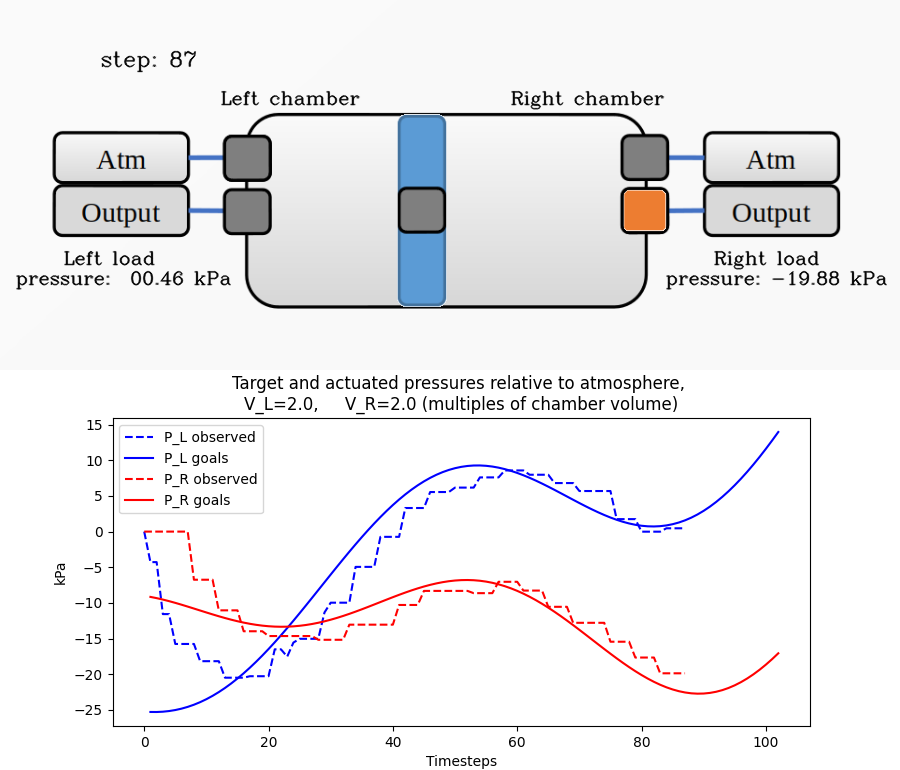 step: 87
Left chamber
Right chamber
Atm
Atm
Output
Output
Left load
pressure: 00.46 kPa
Right load
pressure: −19.88 kPa
Target and actuated pressures relative to atmosphere,
V_L=2.0, V_R=2.0 (multiples of chamber volume)
15
10
5
0
−5
−10
−15
−20
−25
kPa
P_L observed
P_L goals
P_R observed
P_R goals
0 20 40 60 80 100
Timesteps